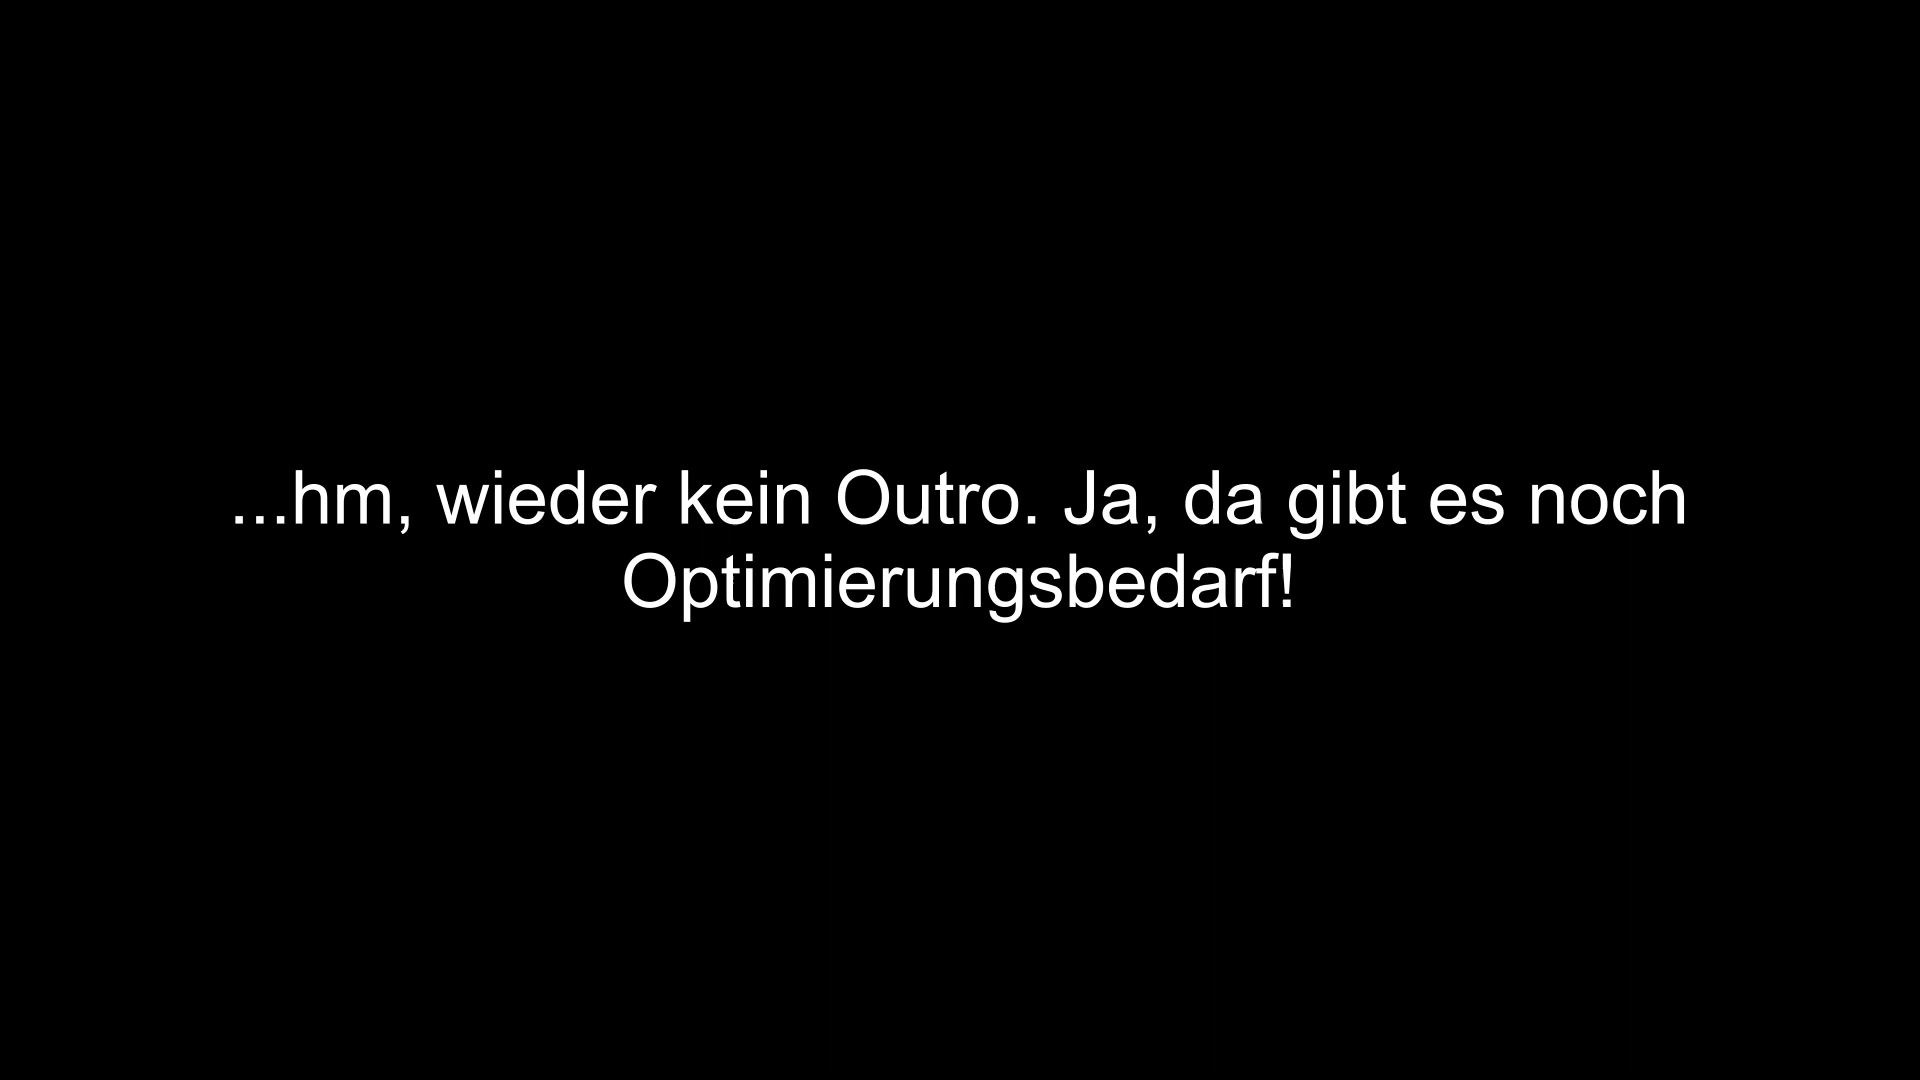 ...hm, wieder kein Outro. Ja, da gibt es noch
Optimierungsbedarf!